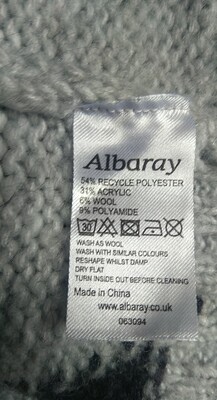 Albaray
54% RECYCLE POLYESTER
31% ACRYLIC
6% WOOL
9% POLYAMIDE
30
WASH AS WOOL
WASH WITH SIMILAR COLOURS
RESHAPE WHILST DAMP
DRY FLAT
TURN INSIDE OUT BEFORE CLEANING
Made in China
www.albaray.co.uk
063094